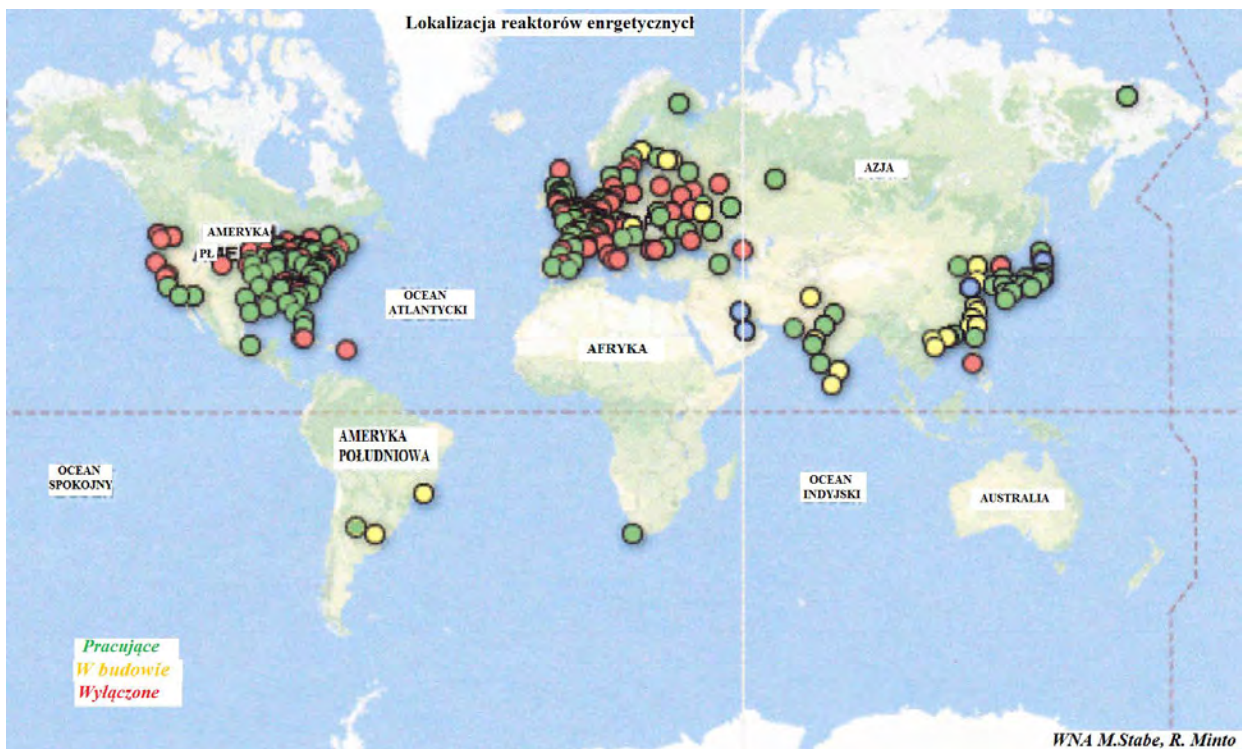 Lokalizacja reaktorów enrgetycznych
AZJA
AMERYKA
PŁ
OCEAN
ATLANTYCKI
AFRYKA
AMERYKA
POŁUDNIOWA
OCEAN
SPOKOJNY
OCEAN
INDYJSKI
AUSTRALIA
Pracujące
W budowie
Wyłączone
WNA M.Stabe, R. Minto